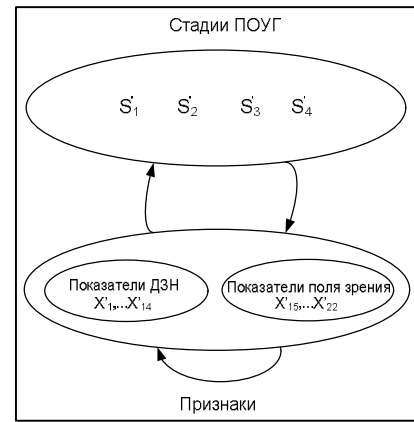 Стадии ПОУГ
S'₁ S'₂ S'₃ S'₄
Показатели ДЗН
X'₁,...X'₁₄
Показатели поля зрения
X'₁₅,...X'₂₂
Признаки